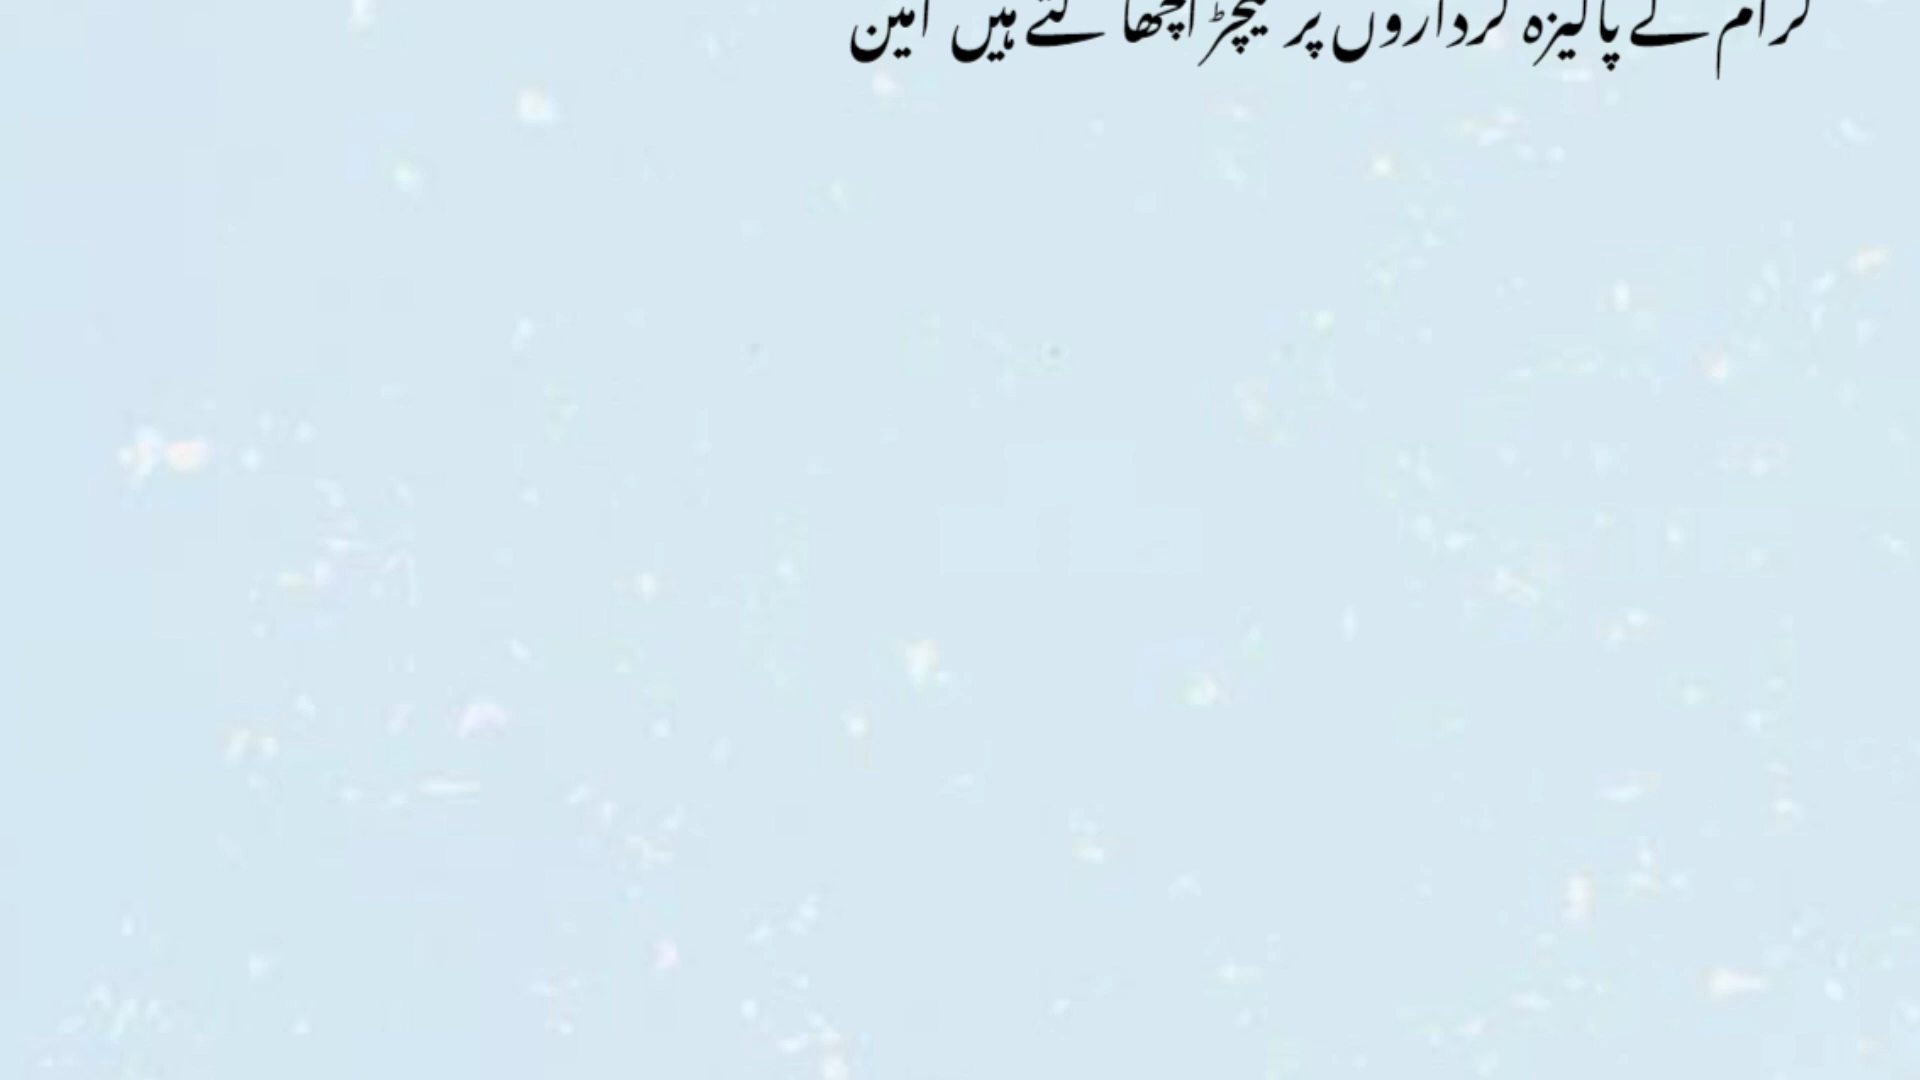 کرام کے پاکیزہ کرداروں پر کیچڑ اچھالتے ہیں آمین